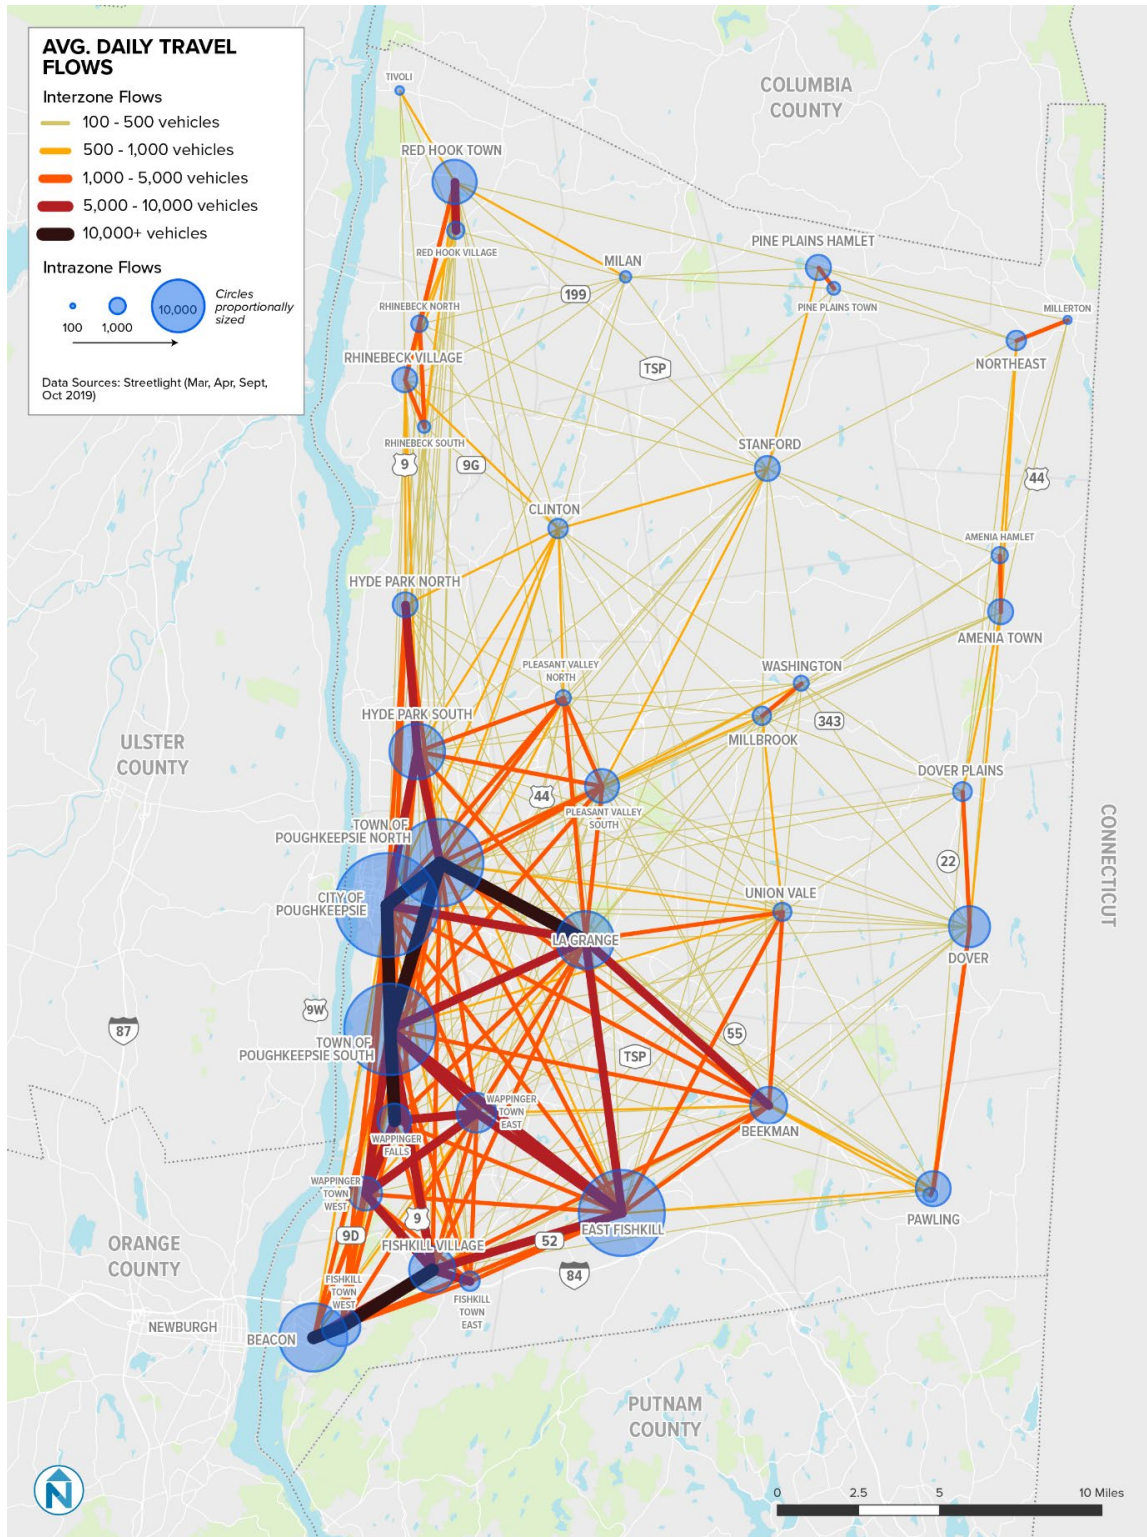 AVG. DAILY TRAVEL
FLOWS
Interzone Flows
100 - 500 vehicles
500 - 1,000 vehicles
1,000 - 5,000 vehicles
5,000 - 10,000 vehicles
10,000+ vehicles
Intrazone Flows
100
1,000
10,000
Circles
proportionally
sized
Data Sources: Streetlight (Mar, Apr, Sept,
Oct 2019)
TIVOLI
COLUMBIA
COUNTY
RED HOOK TOWN
RED HOOK VILLAGE
PINE PLAINS HAMLET
MILAN
199
PINE PLAINS TOWN
RHINEBECK NORTH
MILLERTON
RHINEBECK VILLAGE
NORTHEAST
TSP
RHINEBECK SOUTH
STANFORD
9
9G
44
CLINTON
AMENIA HAMLET
HYDE PARK NORTH
AMENIA TOWN
PLEASANT VALLEY
NORTH
WASHINGTON
HYDE PARK SOUTH
343
MILLBROOK
ULSTER
COUNTY
DOVER PLAINS
44
PLEASANT VALLEY
SOUTH
TOWN OF
POUGHKEEPSIE NORTH
CONNECTICUT
22
CITY OF
POUGHKEEPSIE
UNION VALE
LA GRANGE
DOVER
9W
87
55
TOWN OF
POUGHKEEPSIE SOUTH
TSP
WAPPINGER
TOWN
EAST
WAPPINGER
FALLS
BEEKMAN
WAPPINGER
TOWN
WEST
9
PAWLING
9D
EAST FISHKILL
52
ORANGE
COUNTY
FISHKILL VILLAGE
84
FISHKILL
TOWN
WEST
FISHKILL
TOWN
EAST
NEWBURGH
BEACON
PUTNAM
COUNTY
N
0
2.5
5
10 Miles